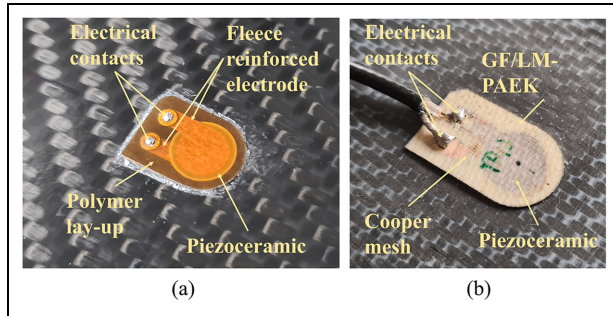 Electrical
contacts
Fleece
reinforced
electrode
Polymer
lay-up
Piezoceramic
(a)
Electrical
contacts
GF/LM-
PAEK
Cooper
mesh
Piezoceramic
(b)